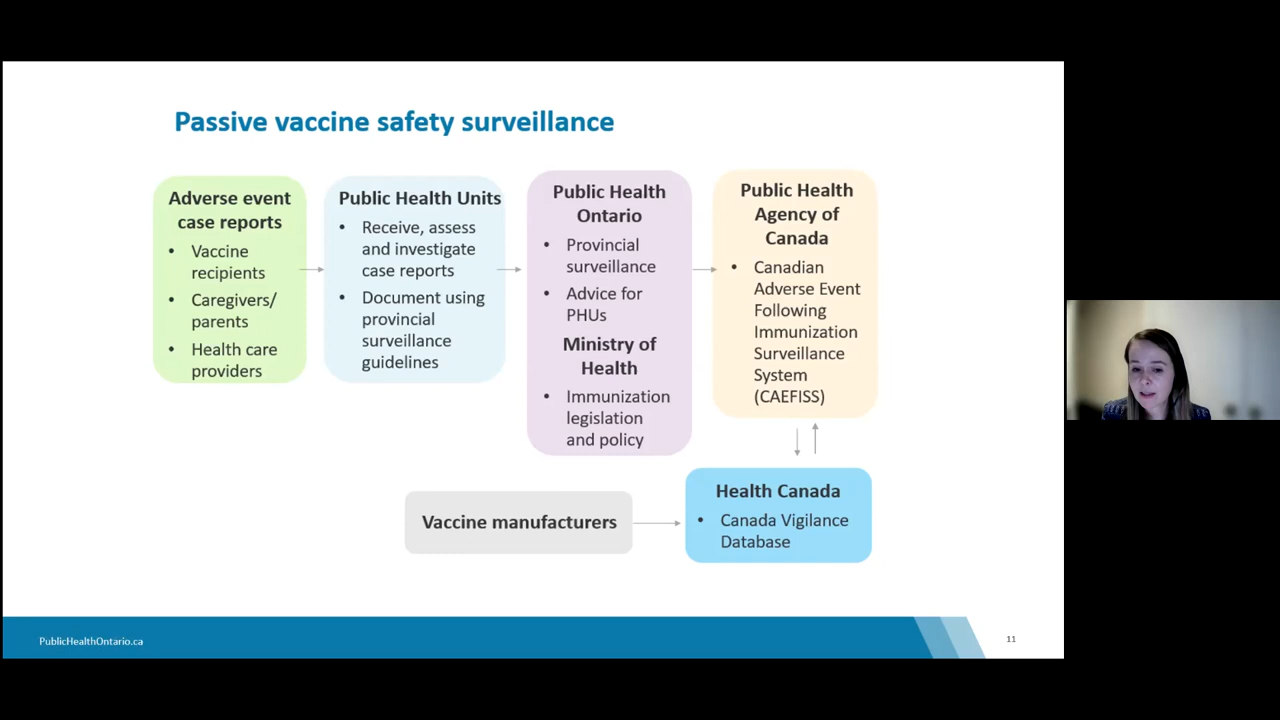 Passive vaccine safety surveillance
Adverse event
case reports
• Vaccine
recipients
• Caregivers/
parents
• Health care
providers
Public Health Units
• Receive, assess
and investigate
case reports
• Document using
provincial
surveillance
guidelines
Public Health
Ontario
• Provincial
surveillance
• Advice for
PHUs
Ministry of
Health
• Immunization
legislation
and policy
Public Health
Agency of
Canada
• Canadian
Adverse Event
Following
Immunization
Surveillance
System
(CAEFISS)
Vaccine manufacturers
Health Canada
• Canada Vigilance
Database
PublicHealthOntario.ca
11